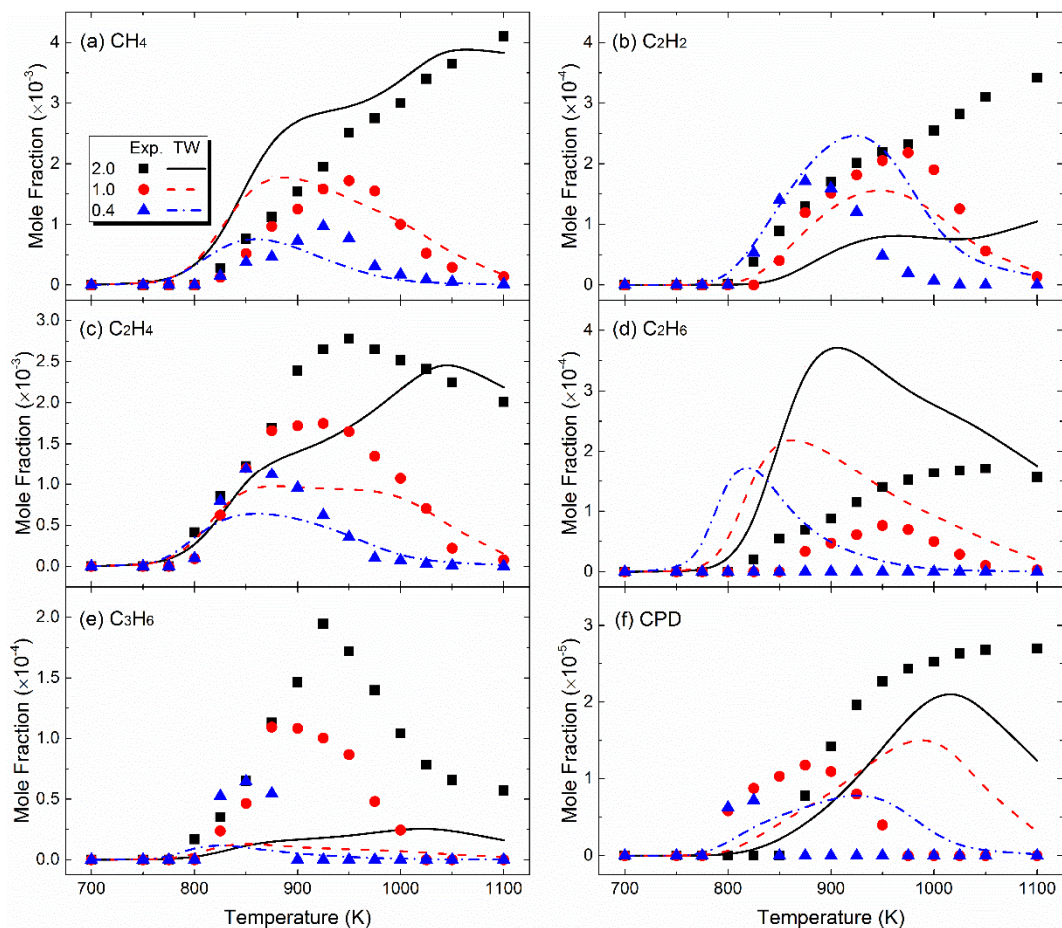 (a) CH₄
Mole Fraction (×10⁻³)
4
3
2
1
0
Exp. TW
2.0
1.0
0.4
(b) C₂H₂
Mole Fraction (×10⁻⁴)
4
2
0
(c) C₂H₄
Mole Fraction (×10⁻³)
3.0
2.5
2.0
1.5
1.0
0.5
0.0
(d) C₂H₆
Mole Fraction (×10⁻⁴)
4
2
0
(e) C₃H₆
Mole Fraction (×10⁻⁴)
2.0
1.5
1.0
0.5
0.0
700 800 900 1000 1100
Temperature (K)
(f) CPD
Mole Fraction (×10⁻⁵)
3
2
1
0
700 800 900 1000 1100
Temperature (K)